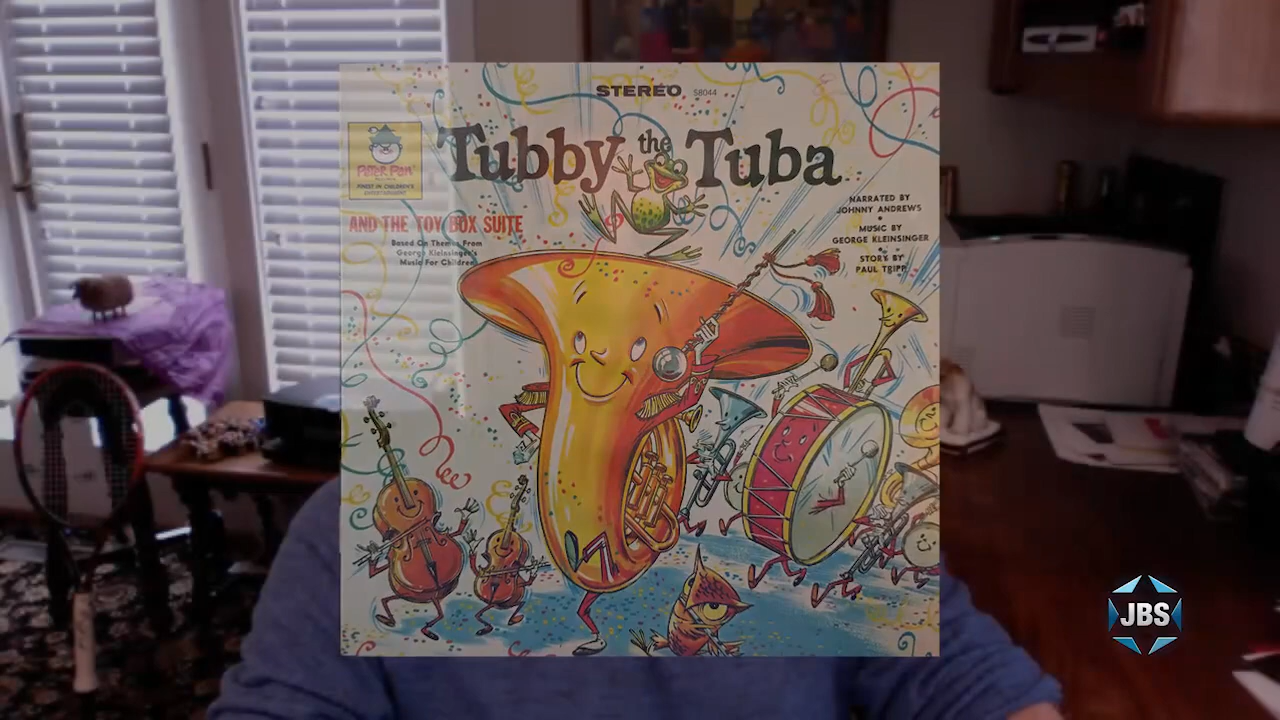 STEREO S8044
Tubby the Tuba
Peter Pan
FINEST IN CHILDREN'S
ENTERTAINMENT
AND THE TOY BOX SUITE
Based On Themes From
George Kleinsinger's
Music For Children
NARRATED BY
JOHNNY ANDREWS
•
MUSIC BY
GEORGE KLEINSINGER
STORY BY
PAUL TRIPP
JBS